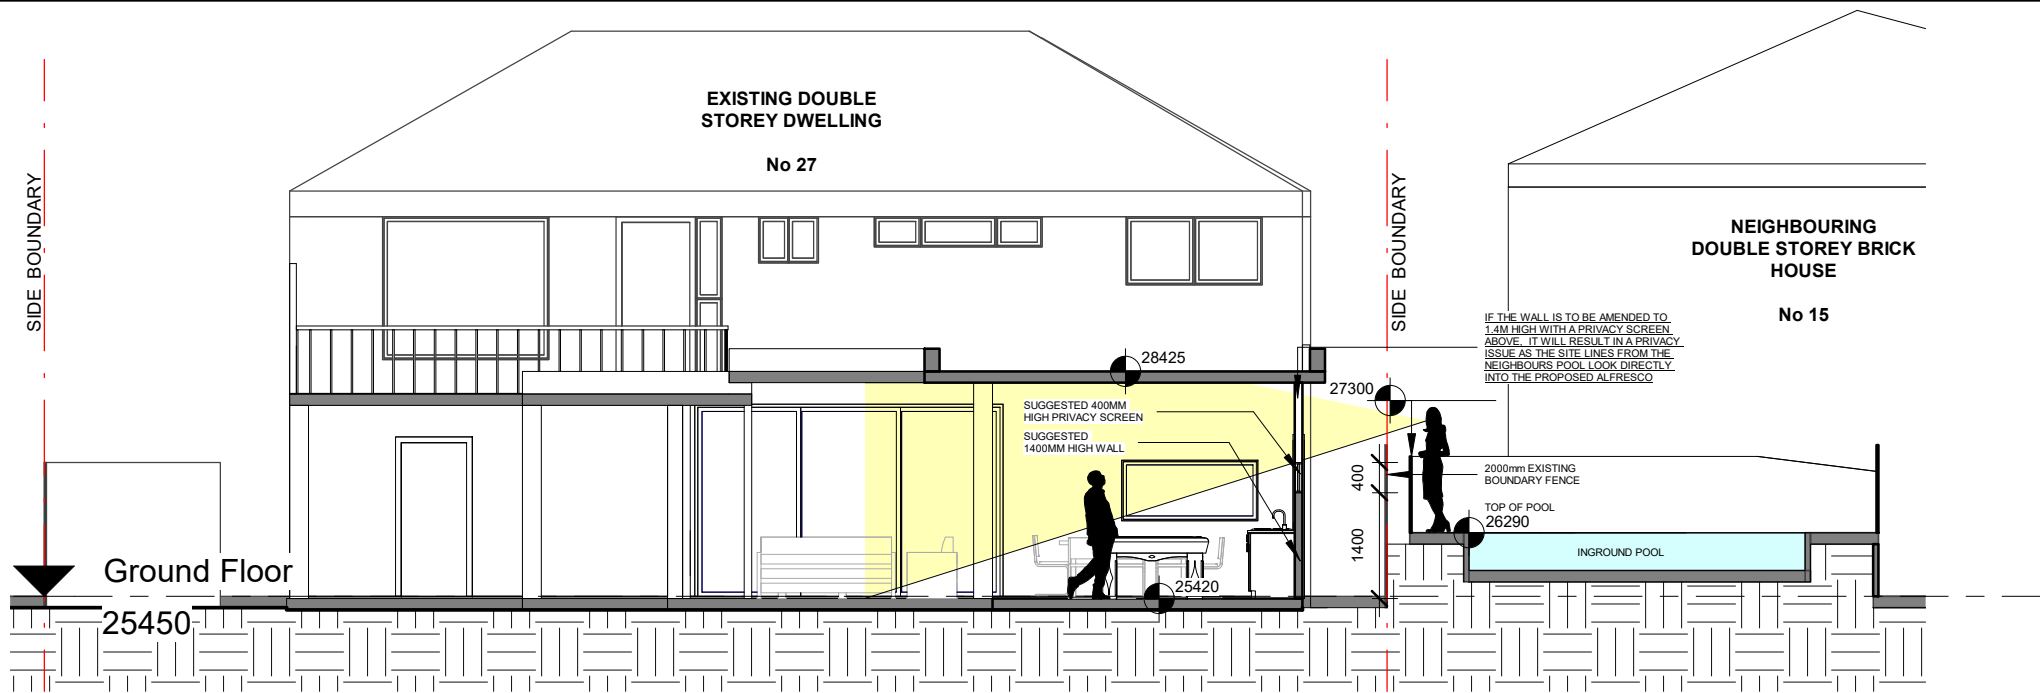 EXISTING DOUBLE
STOREY DWELLING
No 27
SIDE BOUNDARY
SIDE BOUNDARY
NEIGHBOURING
DOUBLE STOREY BRICK
HOUSE
No 15
IF THE WALL IS TO BE AMENDED TO
1.4M HIGH WITH A PRIVACY SCREEN
ABOVE, IT WILL RESULT IN A PRIVACY
ISSUE AS THE SITE LINES FROM THE
NEIGHBOURS POOL LOOK DIRECTLY
INTO THE PROPOSED ALFRESCO
28425
27300
SUGGESTED 400MM
HIGH PRIVACY SCREEN
SUGGESTED
1400MM HIGH WALL
400
1400
2000mm EXISTING
BOUNDARY FENCE
TOP OF POOL
26290
INGROUND POOL
Ground Floor
25450
25420